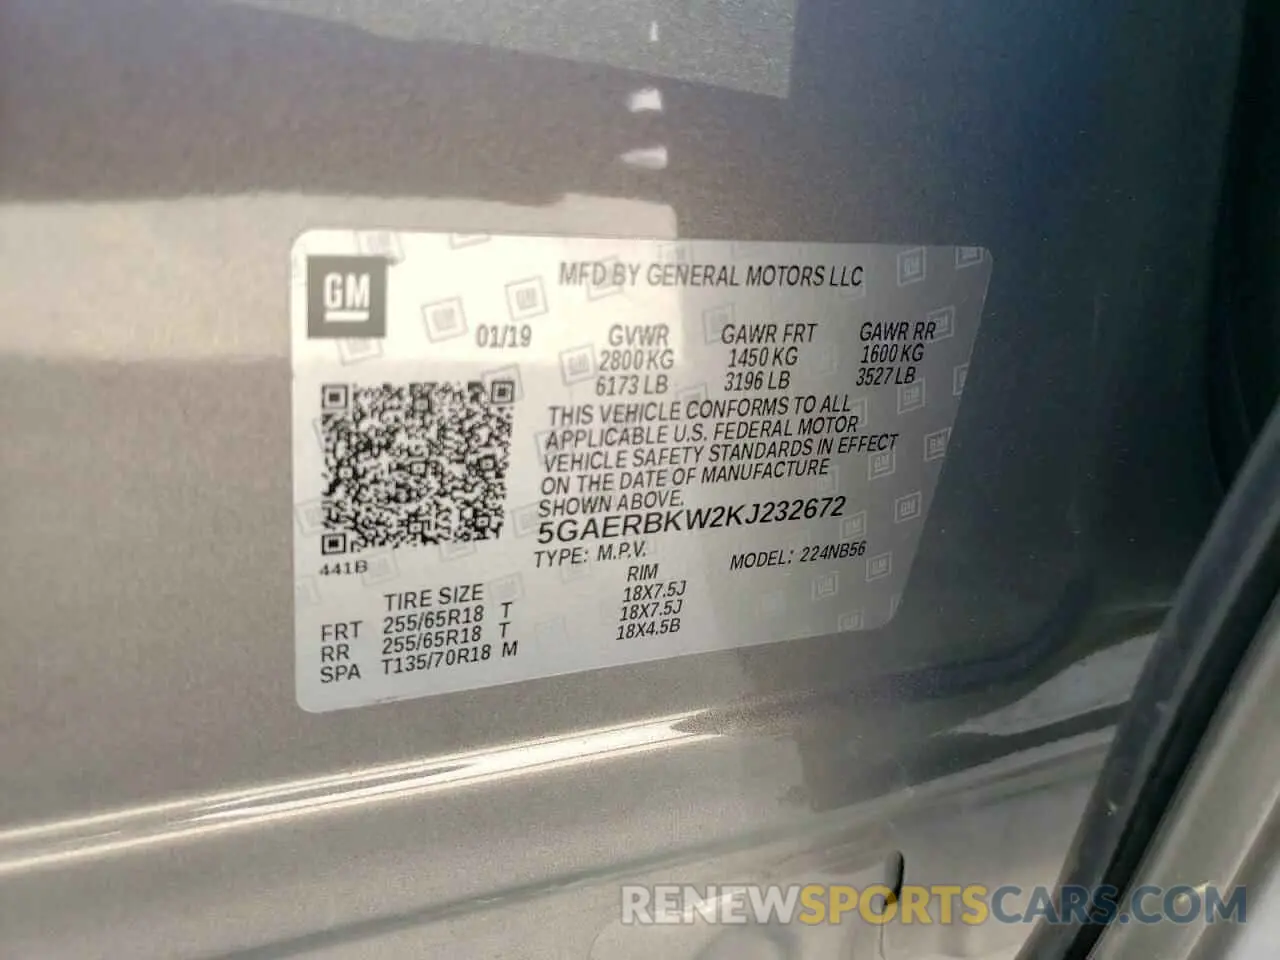 GM
MFD BY GENERAL MOTORS LLC
01/19 GVWR GAWR FRT GAWR RR
2800 KG 1450 KG 1600 KG
6173 LB 3196 LB 3527 LB
THIS VEHICLE CONFORMS TO ALL
APPLICABLE U.S. FEDERAL MOTOR
VEHICLE SAFETY STANDARDS IN EFFECT
ON THE DATE OF MANUFACTURE
SHOWN ABOVE.
5GAERBKW2KJ232672
TYPE: M.P.V. MODEL: 224NB56
441B
TIRE SIZE RIM
FRT 255/65R18 T 18X7.5J
RR 255/65R18 T 18X7.5J
SPA T135/70R18 M 18X4.5B
RENEWSPORTSCARS.COM